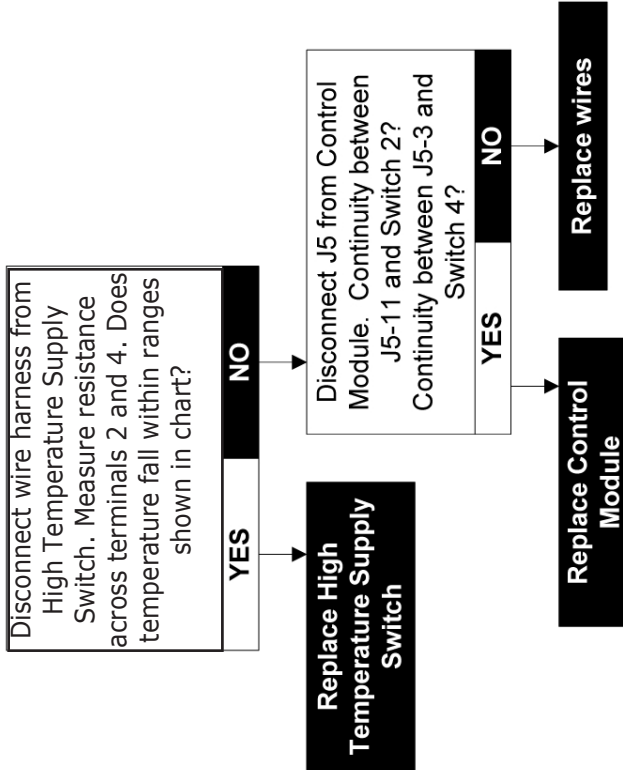 Disconnect wire harness from
High Temperature Supply
Switch. Measure resistance
across terminals 2 and 4. Does
temperature fall within ranges
shown in chart?
YES
NO
Replace High
Temperature Supply
Switch
Disconnect J5 from Control
Module. Continuity between
J5-11 and Switch 2?
Continuity between J5-3 and
Switch 4?
YES
NO
Replace Control
Module
Replace wires